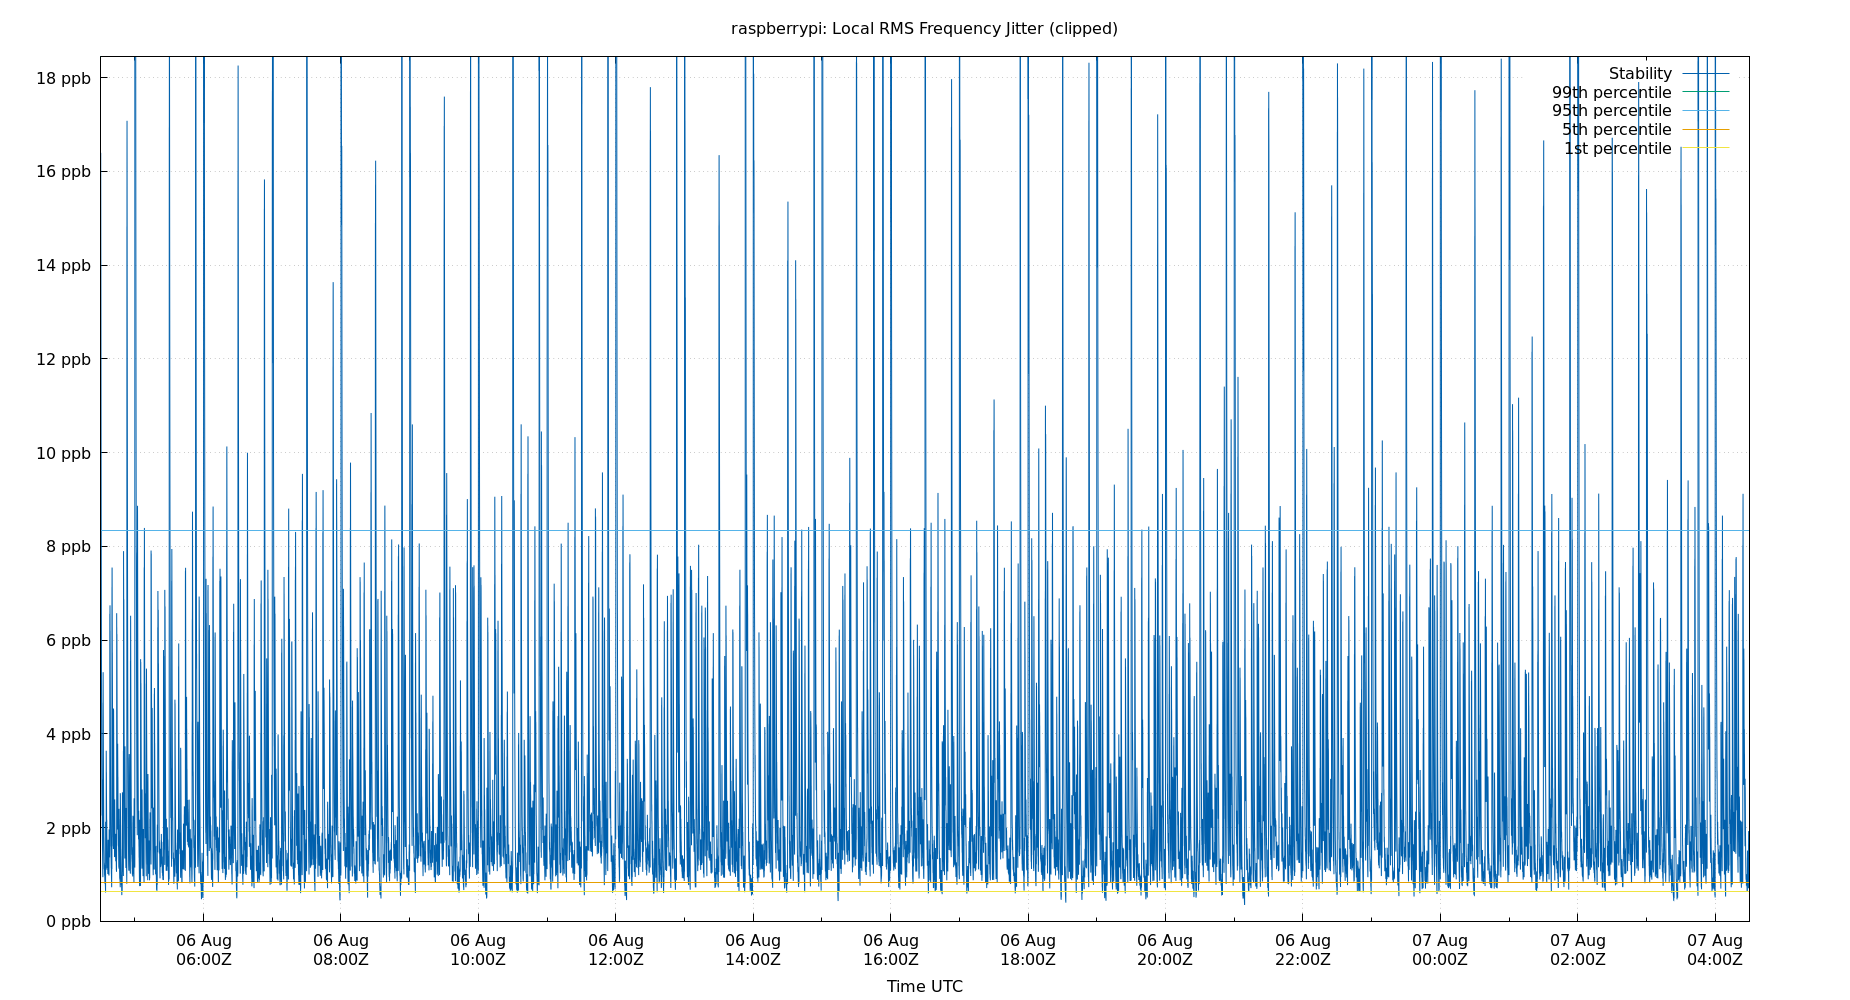 raspberrypi: Local RMS Frequency Jitter (clipped)
18 ppb
16 ppb
14 ppb
12 ppb
10 ppb
8 ppb
6 ppb
4 ppb
2 ppb
0 ppb
Stability
99th percentile
95th percentile
5th percentile
1st percentile
06 Aug
06:00Z
06 Aug
08:00Z
06 Aug
10:00Z
06 Aug
12:00Z
06 Aug
14:00Z
06 Aug
16:00Z
06 Aug
18:00Z
06 Aug
20:00Z
06 Aug
22:00Z
07 Aug
00:00Z
07 Aug
02:00Z
07 Aug
04:00Z
Time UTC